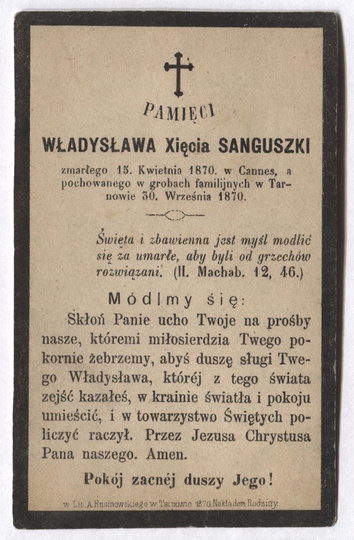 PAMIĘCI
WŁADYSŁAWA Xięcia SANGUSZKI
zmarłego 15. Kwietnia 1870. w Cannes, a
pochowanego w grobach familijnych w Tar-
nowie 30. Września 1870.
Święta i zbawienna jest myśl modlić
się za umarłe, aby byli od grzechów
rozwiązani. (II. Machab. 12, 46.)
Módlmy się:
Skłoń Panie ucho Twoje na prośby
nasze, któremi miłosierdzia Twego po-
kornie żebrzemy, abyś duszę sługi Twe-
go Władysława, któréj z tego świata
zejść kazałeś, w krainie światła i pokoju
umieścić, i w towarzystwo Świętych po-
liczyć raczył. Przez Jezusa Chrystusa
Pana naszego. Amen.
Pokój zacnéj duszy Jego!
w Lit. A. Rusinowskiego w Tarnowie 1870. Nakładem Rodziny.